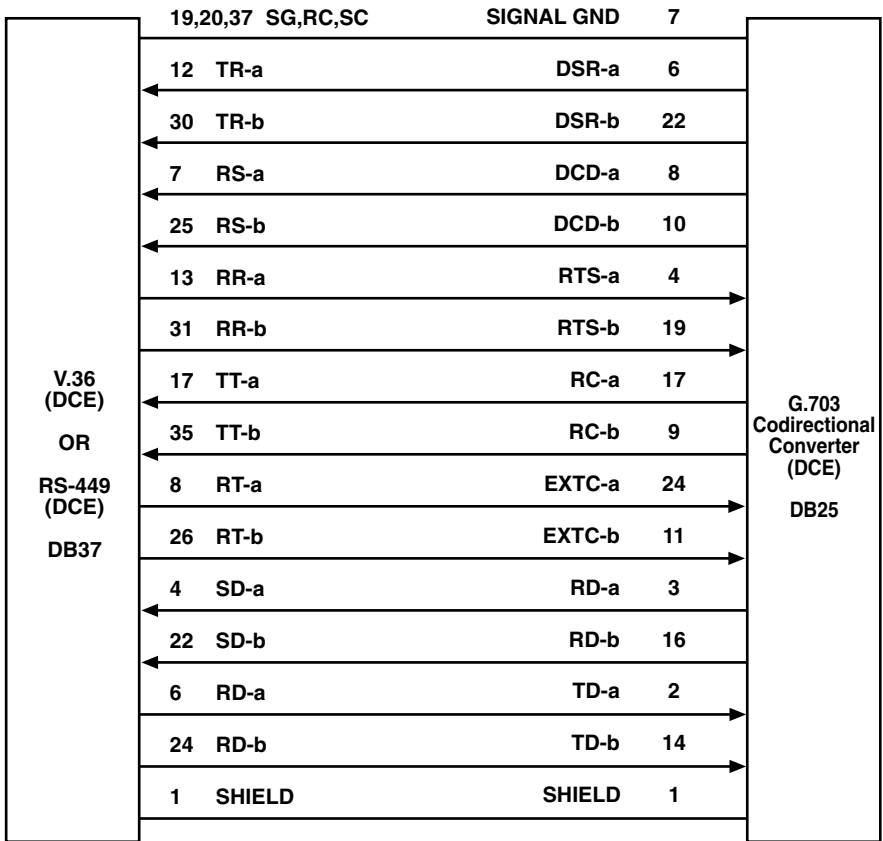 19,20,37 SG,RC,SC SIGNAL GND 7
12 TR-a DSR-a 6
30 TR-b DSR-b 22
7 RS-a DCD-a 8
25 RS-b DCD-b 10
13 RR-a RTS-a 4
31 RR-b RTS-b 19
17 TT-a RC-a 17
35 TT-b RC-b 9
8 RT-a EXTC-a 24
26 RT-b EXTC-b 11
4 SD-a RD-a 3
22 SD-b RD-b 16
6 RD-a TD-a 2
24 RD-b TD-b 14
1 SHIELD SHIELD 1
V.36
(DCE)
OR
RS-449
(DCE)
DB37
G.703
Codirectional
Converter
(DCE)
DB25